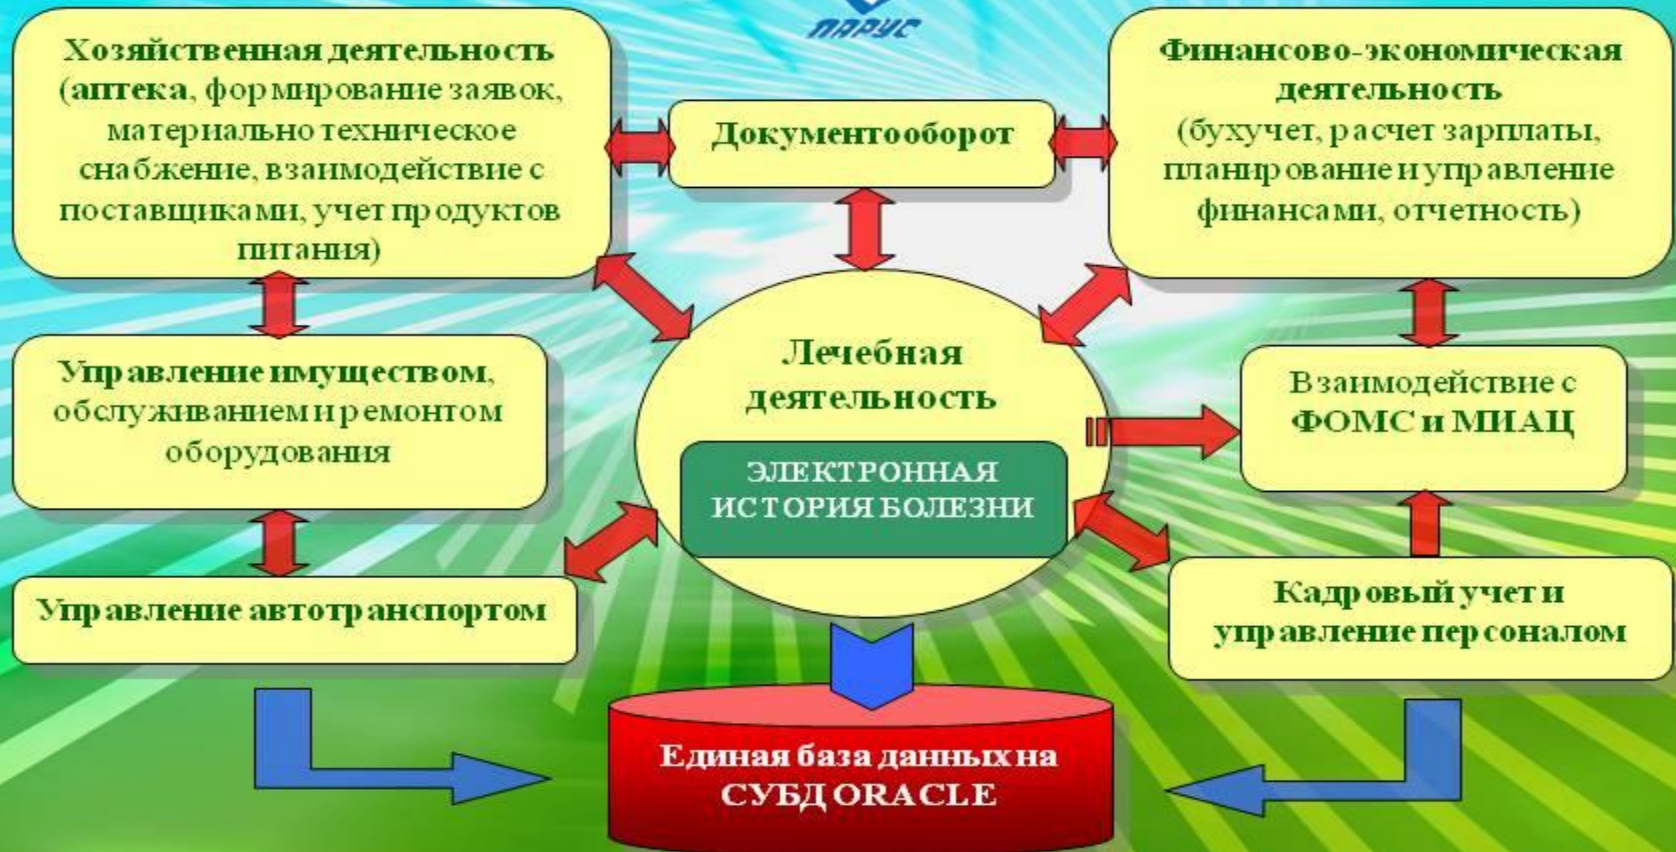 ПАРУС
Хозяйственная деятельность
(аптека, формирование заявок,
материально техническое
снабжение, взаимодействие с
поставщиками, учет продуктов
питания)
Документооборот
Финансово-экономическая
деятельность
(бухучет, расчет зарплаты,
планирование и управление
финансами, отчетность)
Управление имуществом,
обслуживанием и ремонтом
оборудования
Лечебная
деятельность
ЭЛЕКТРОННАЯ
ИСТОРИЯ БОЛЕЗНИ
Взаимодействие с
ФОМС и МИАЦ
Управление автотранспортом
Кадровый учет и
управление персоналом
Единая база данных на
СУБД ORACLE